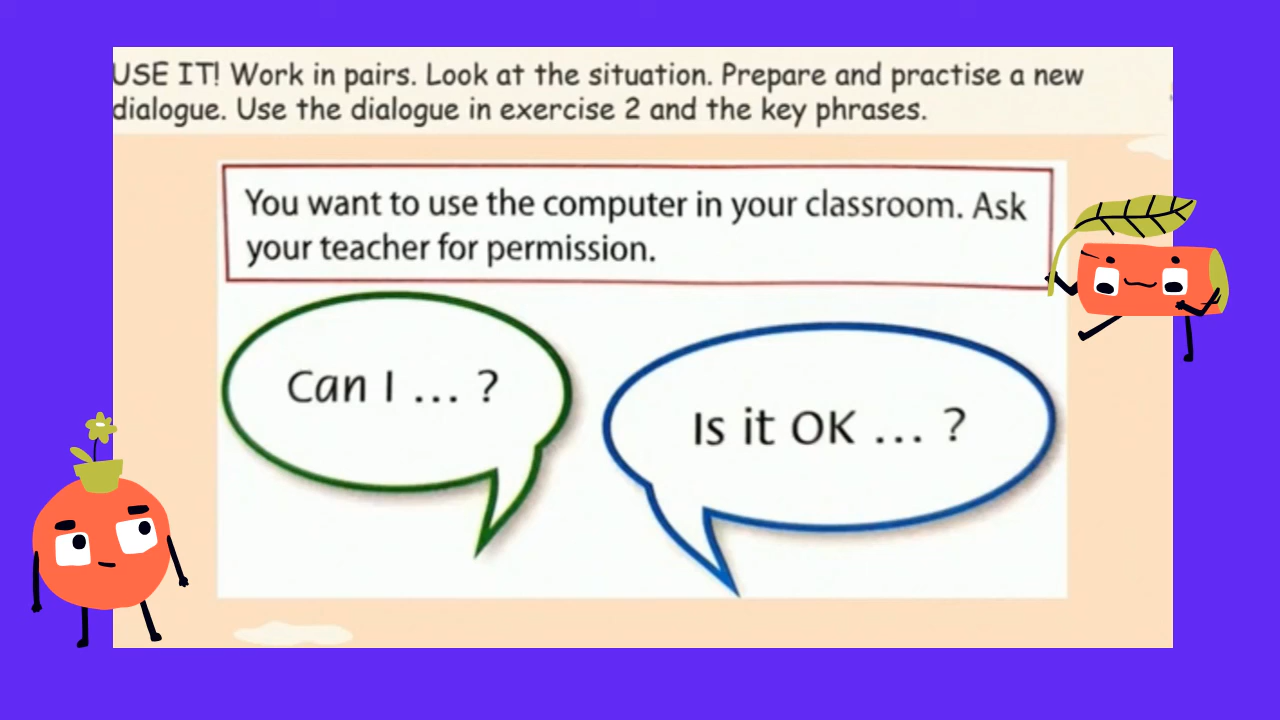 USE IT! Work in pairs. Look at the situation. Prepare and practise a new
dialogue. Use the dialogue in exercise 2 and the key phrases.
You want to use the computer in your classroom. Ask
your teacher for permission.
Can I ... ?
Is it OK ... ?